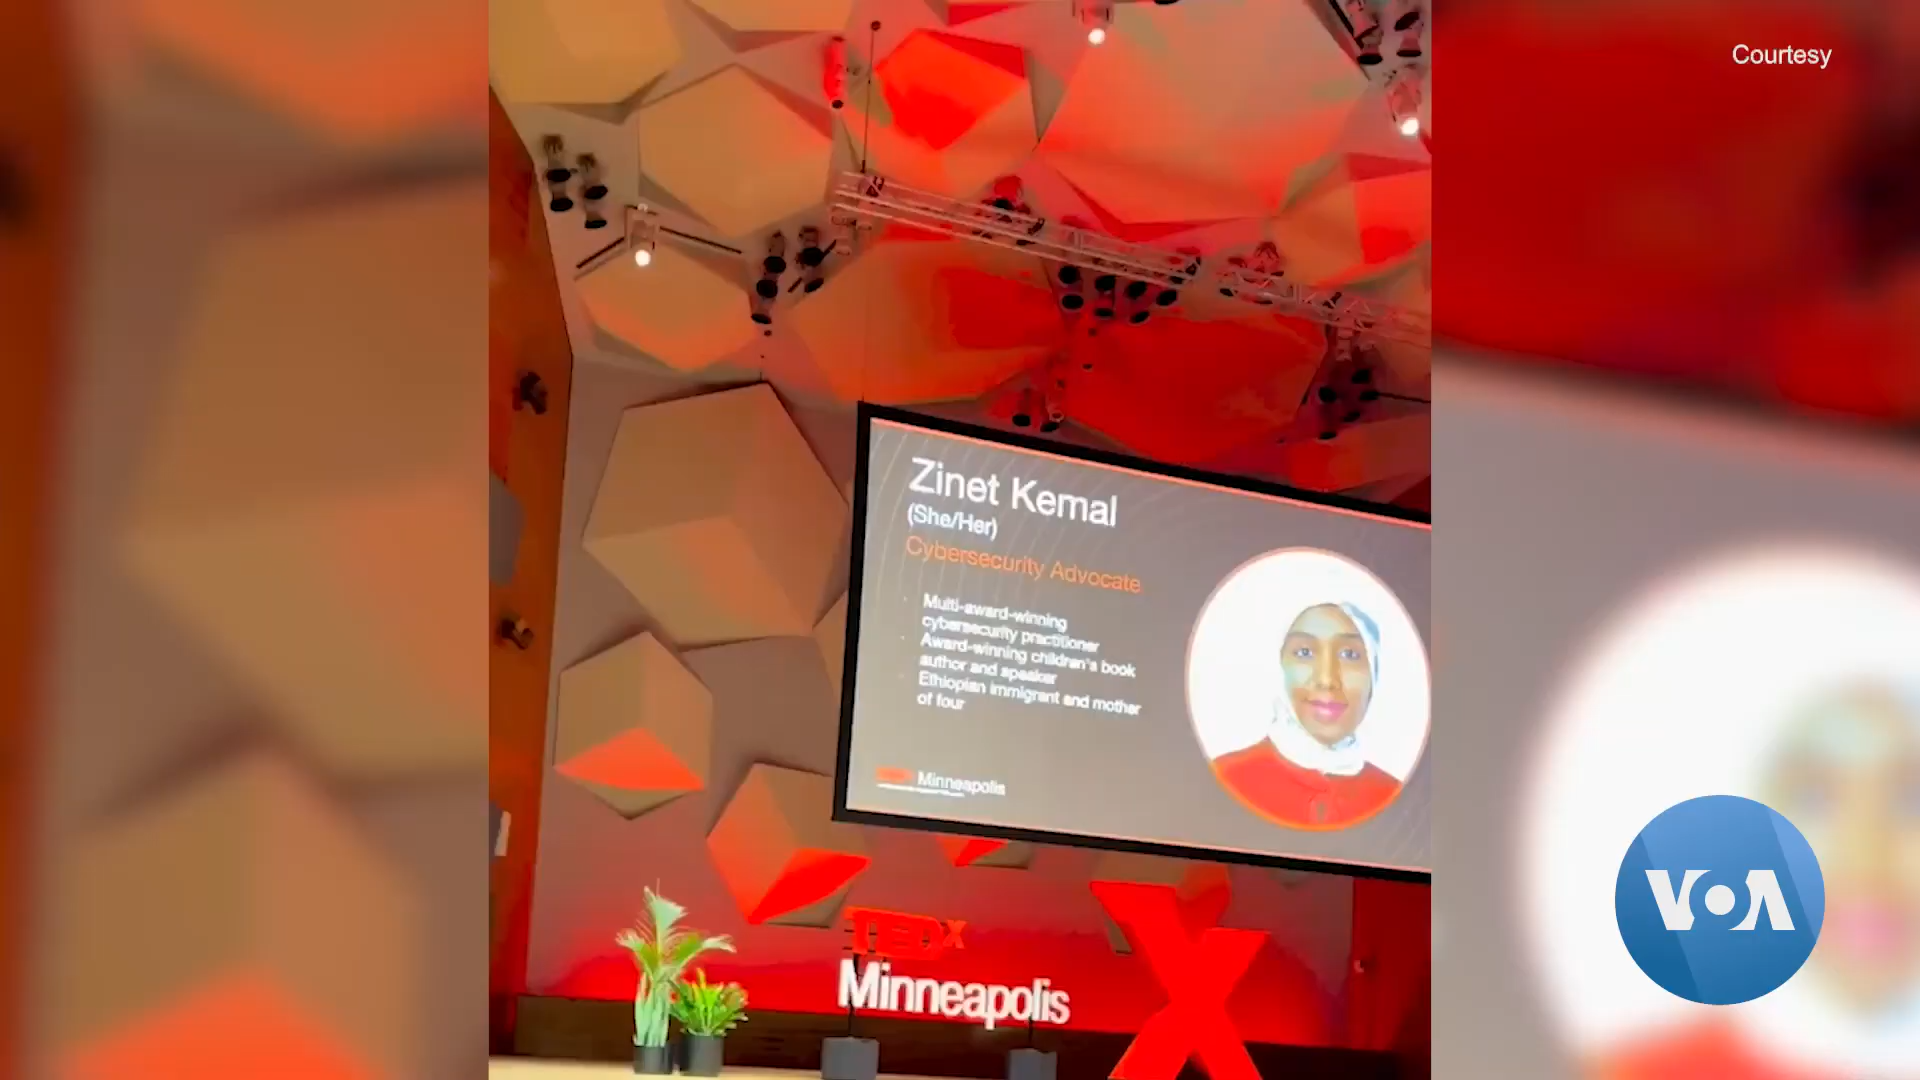 Courtesy
Zinet Kemal
(She/Her)
Cybersecurity Advocate
Multi-award-winning
cybersecurity practitioner
Award-winning children's book
author and speaker
Ethiopian immigrant and mother
of four
Minneapolis
TEDx
Minneapolis
X
VOA